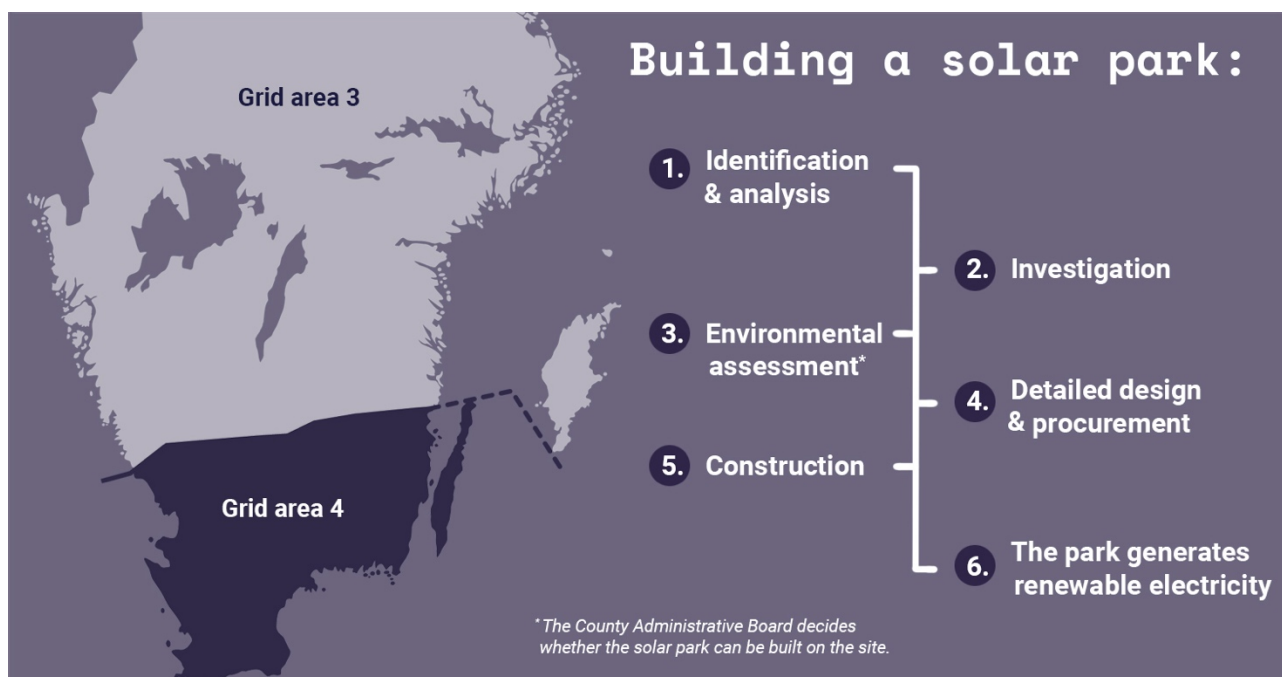 Building a solar park:
Grid area 3
1. Identification
& analysis
2. Investigation
3. Environmental
assessment*
4. Detailed design
& procurement
5. Construction
Grid area 4
6. The park generates
renewable electricity
* The County Administrative Board decides
whether the solar park can be built on the site.